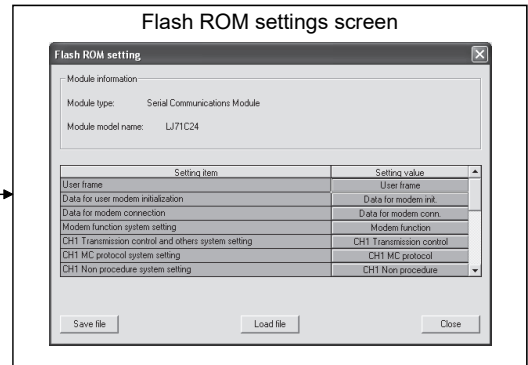 Flash ROM settings screen
Flash ROM setting
Module information
Module type: Serial Communications Module
Module model name: LJ71C24
Setting item Setting value
User frame User frame
Data for user modem initialization Data for modem init.
Data for modem connection Data for modem conn.
Modem function system setting Modem function
CH1 Transmission control and others system setting CH1 Transmission control
CH1 MC protocol system setting CH1 MC protocol
CH1 Non procedure system setting CH1 Non procedure
Save file Load file Close